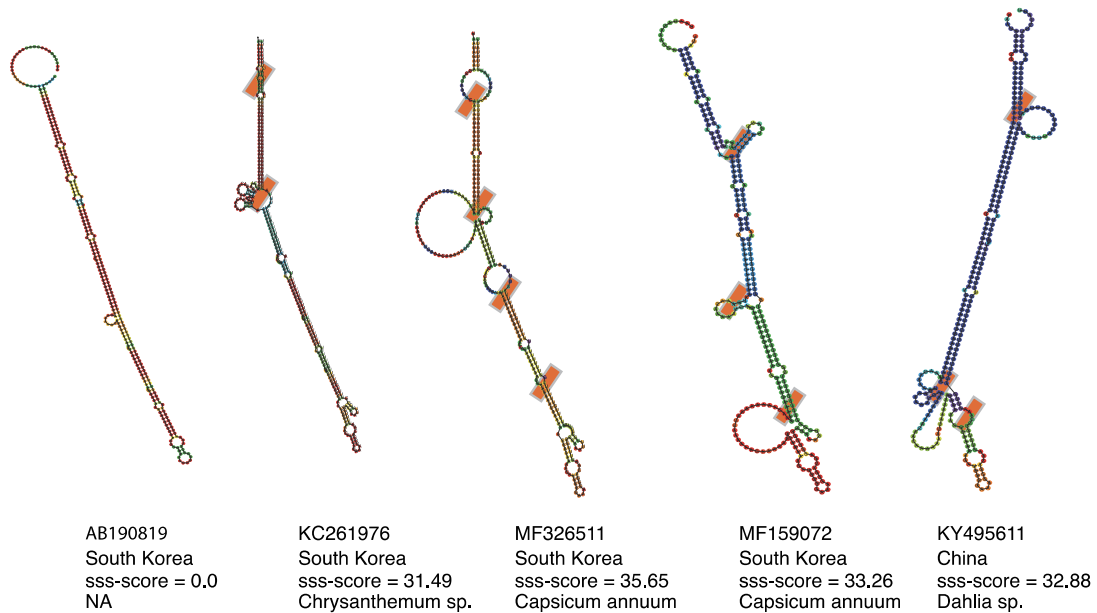 AB190819
South Korea
sss-score = 0.0
NA
KC261976
South Korea
sss-score = 31.49
Chrysanthemum sp.
MF326511
South Korea
sss-score = 35.65
Capsicum annuum
MF159072
South Korea
sss-score = 33.26
Capsicum annuum
KY495611
China
sss-score = 32.88
Dahlia sp.